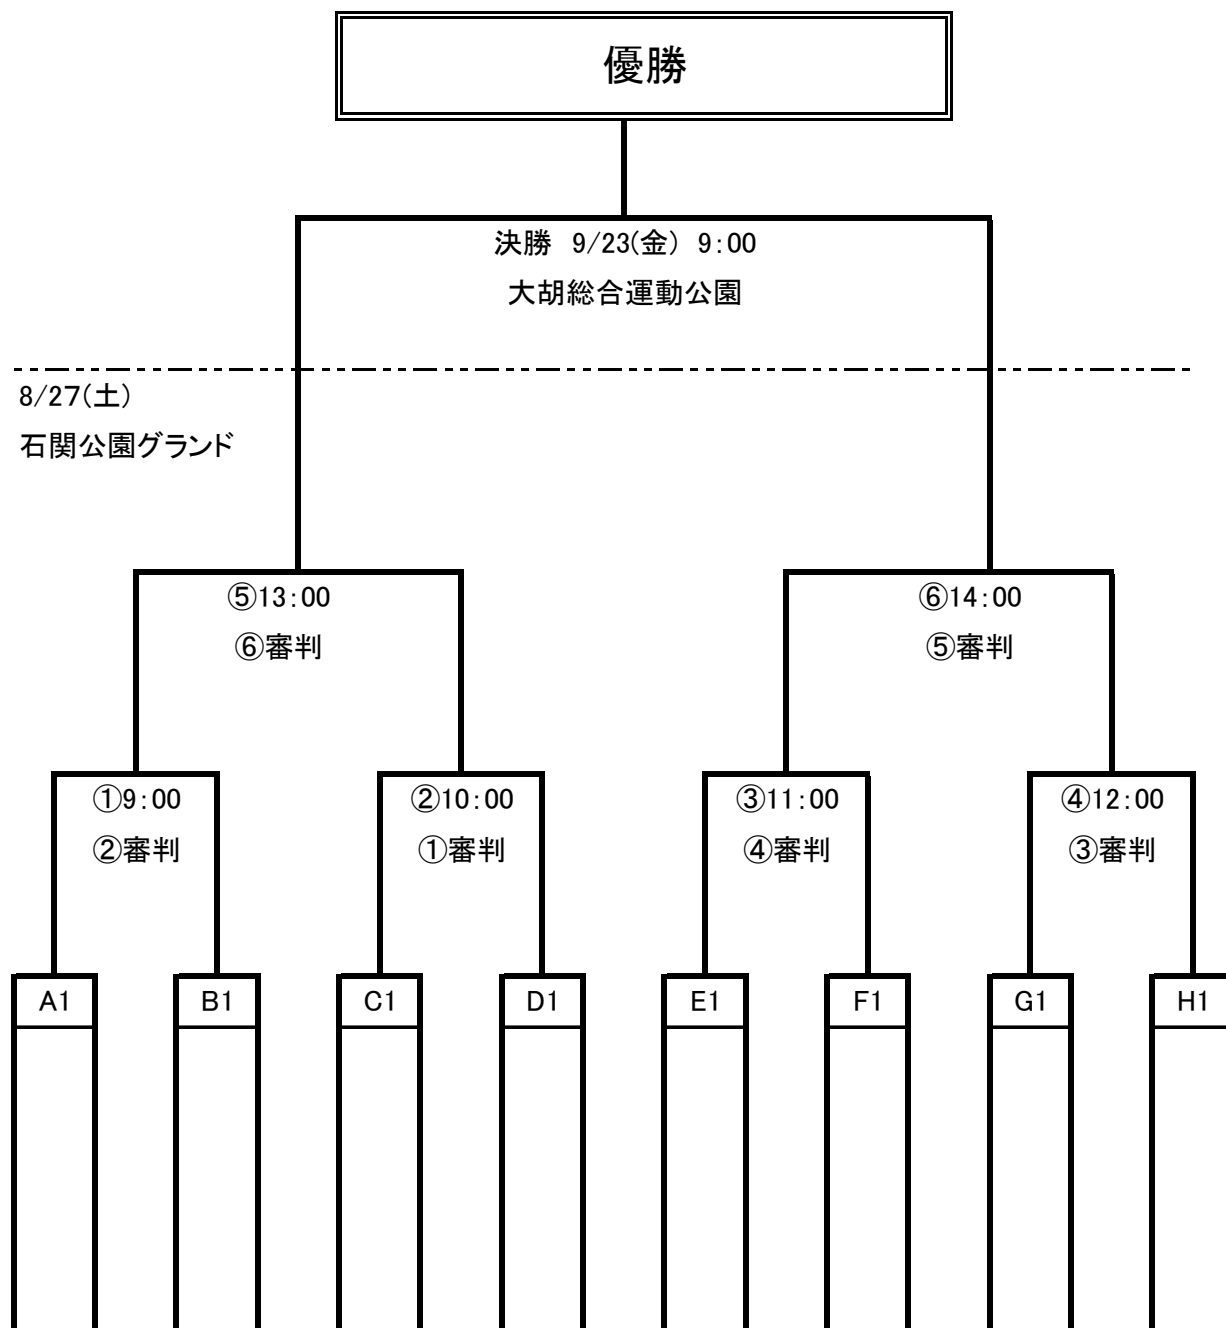 優勝
決勝 9/23(金) 9:00
大胡総合運動公園
8/27(土)
石関公園グランド
⑤13:00
⑥審判
⑥14:00
⑤審判
①9:00
②審判
②10:00
①審判
③11:00
④審判
④12:00
③審判
A1
B1
C1
D1
E1
F1
G1
H1